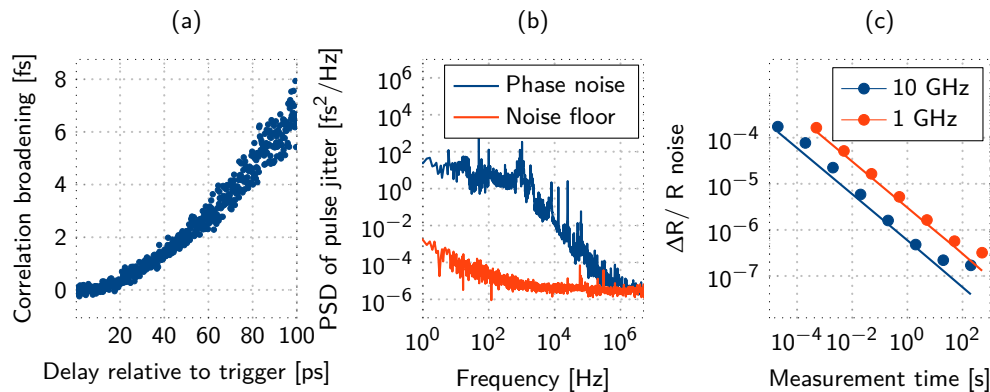 (a)
Correlation broadening [fs]
8
6
4
2
0
20 40 60 80 100
Delay relative to trigger [ps]
(b)
PSD of pulse jitter [fs²/Hz]
10⁶
10⁴
10²
10⁰
10⁻²
10⁻⁴
10⁻⁶
Phase noise
Noise floor
10⁰ 10² 10⁴ 10⁶
Frequency [Hz]
(c)
ΔR/ R noise
10⁻⁴
10⁻⁵
10⁻⁶
10⁻⁷
10 GHz
1 GHz
10⁻⁴ 10⁻² 10⁰ 10²
Measurement time [s]